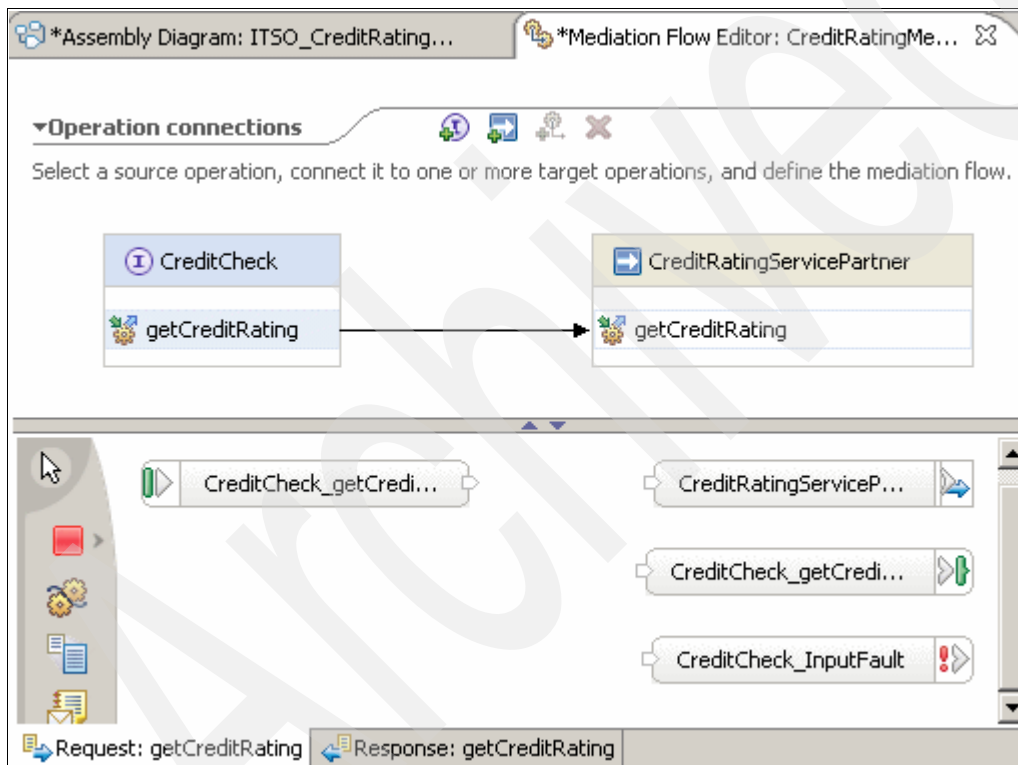 *Assembly Diagram: ITSO_CreditRating...
*Mediation Flow Editor: CreditRatingMe...
Operation connections
Select a source operation, connect it to one or more target operations, and define the mediation flow.
CreditCheck
CreditRatingServicePartner
getCreditRating
getCreditRating
CreditCheck_getCredi...
CreditRatingServiceP...
CreditCheck_getCredi...
CreditCheck_InputFault
Request: getCreditRating
Response: getCreditRating